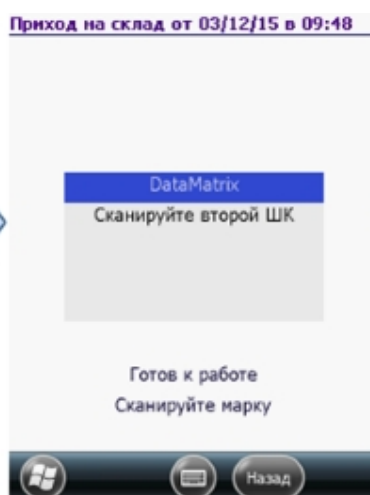 Приход на склад от 03/12/15 в 09:48
DataMatrix
Сканируйте второй ШК
Готов к работе
Сканируйте марку
Назад